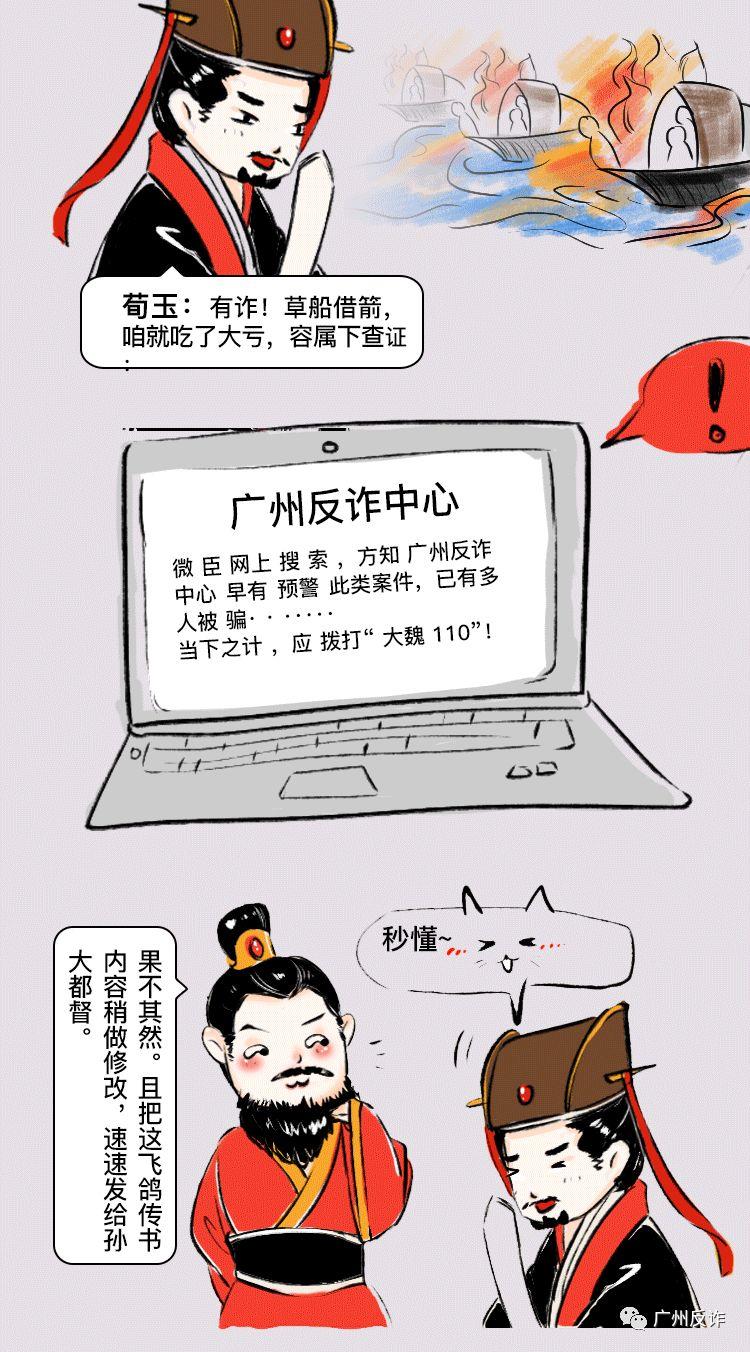 荀玉：有诈！草船借箭，
咱就吃了大亏，容属下查证
：
广州反诈中心
微臣网上搜索，方知广州反诈
中心早有预警此类案件，已有多
人被骗········
当下之计，应拨打“大魏110”！
秒懂~
果不其然。且把这飞鸽传书
内容稍做修改，速速发给孙
大都督。
广州反诈